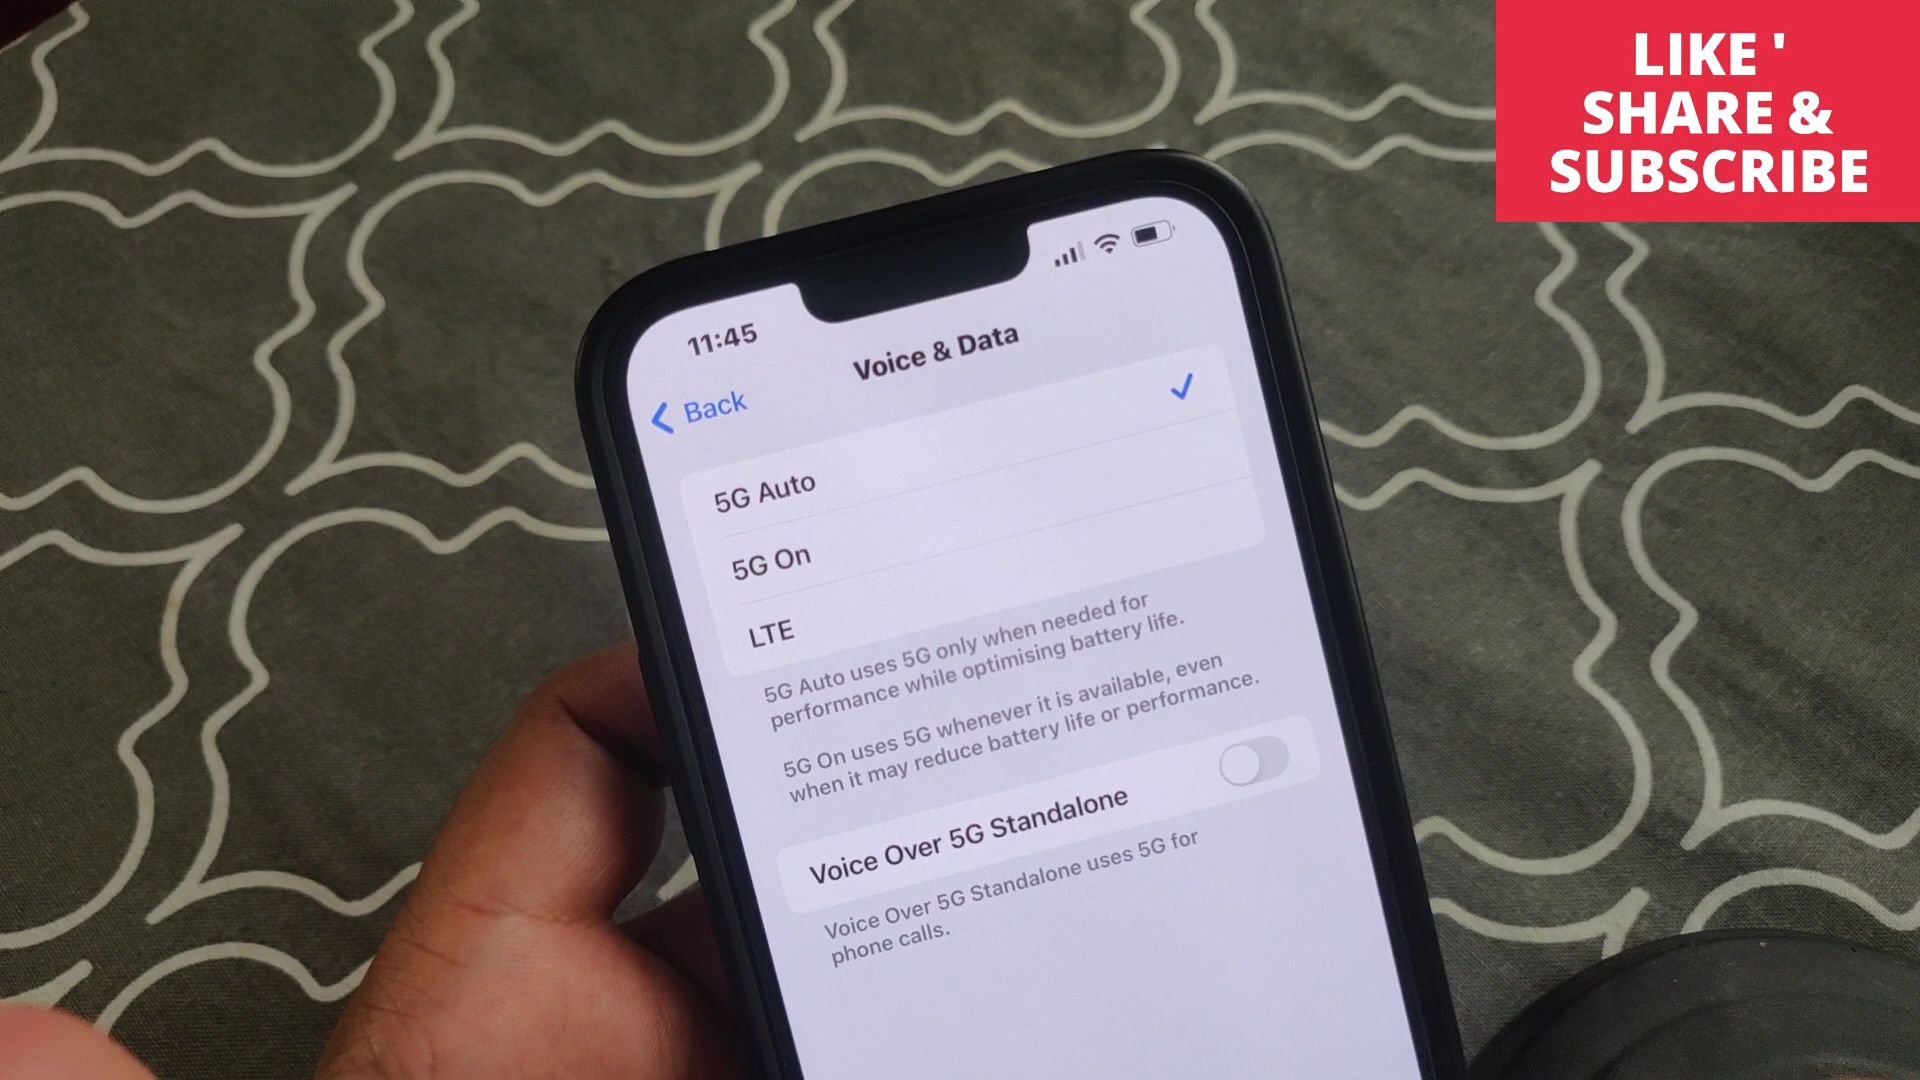 LIKE '
SHARE &
SUBSCRIBE
11:45
Back
Voice & Data
5G Auto
5G On
LTE
5G Auto uses 5G only when needed for
performance while optimising battery life.
5G On uses 5G whenever it is available, even
when it may reduce battery life or performance.
Voice Over 5G Standalone
Voice Over 5G Standalone uses 5G for
phone calls.